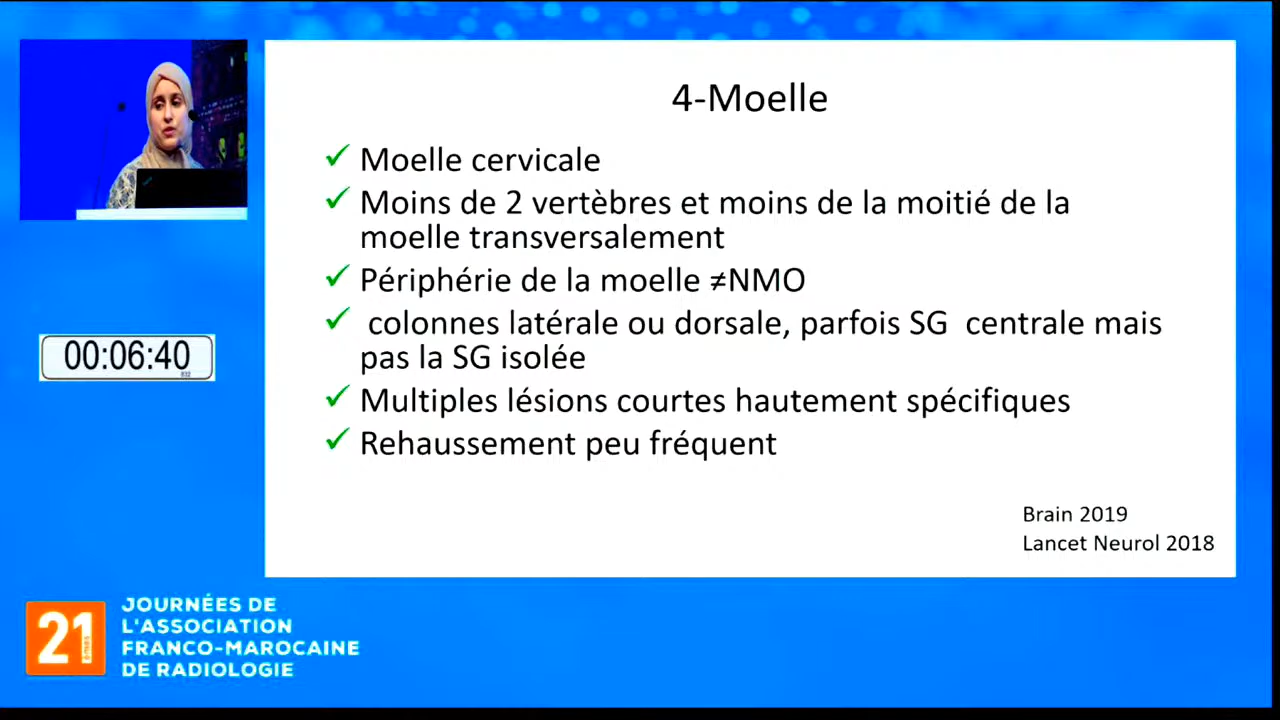 4-Moelle
✓ Moelle cervicale
✓ Moins de 2 vertèbres et moins de la moitié de la
moelle transversalement
✓ Périphérie de la moelle ≠NMO
✓ colonnes latérale ou dorsale, parfois SG centrale mais
pas la SG isolée
✓ Multiples lésions courtes hautement spécifiques
✓ Rehaussement peu fréquent
Brain 2019
Lancet Neurol 2018
00:06:40
21
JOURNÉES DE
L'ASSOCIATION
FRANCO-MAROCAINE
DE RADIOLOGIE